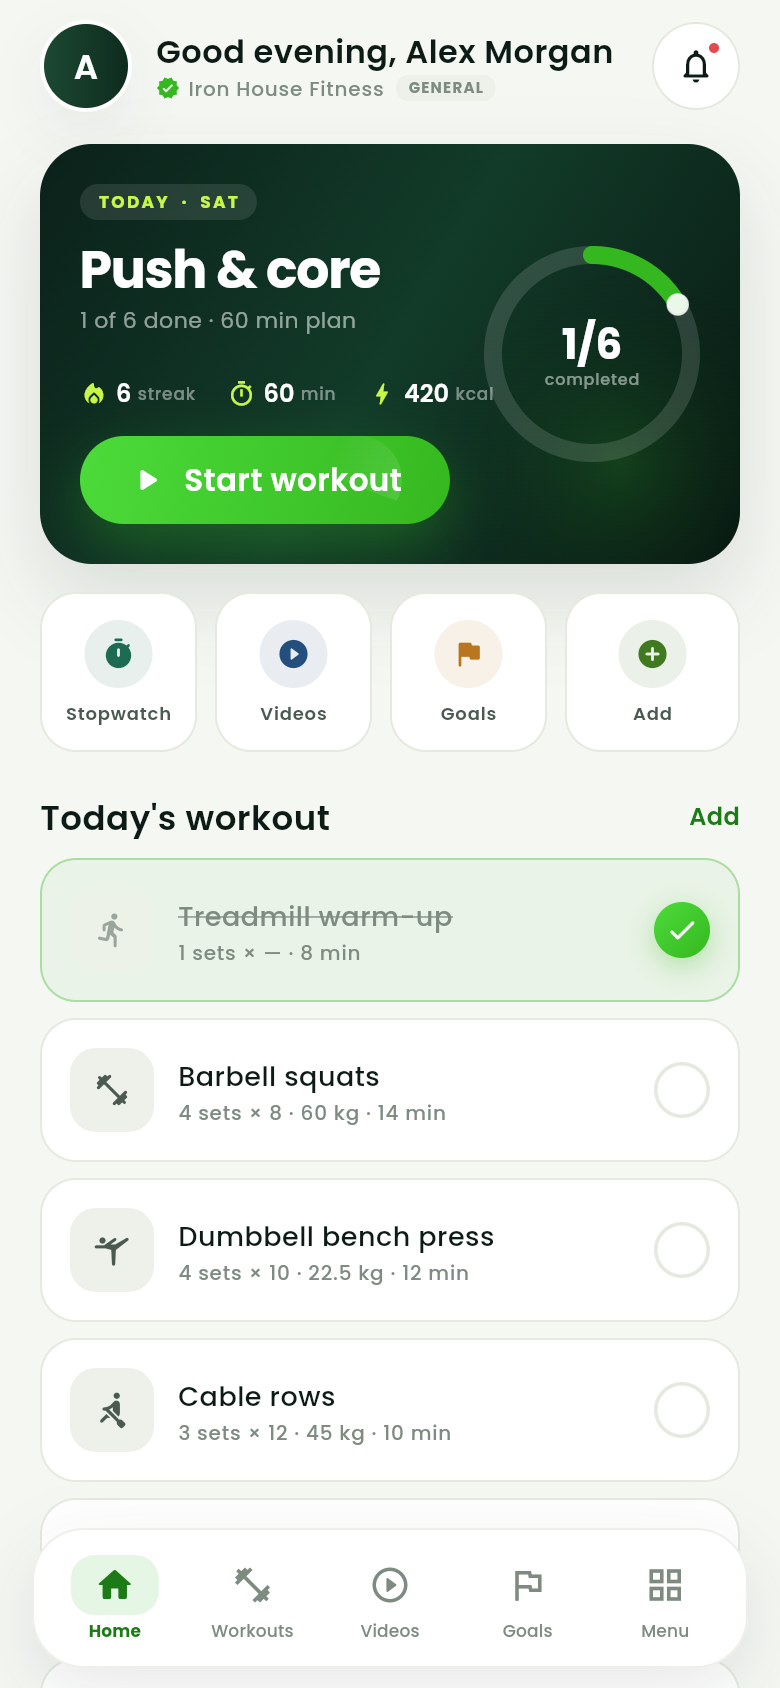 A
Good evening, Alex Morgan
Iron House Fitness GENERAL
TODAY · SAT
Push & core
1 of 6 done · 60 min plan
1/6
completed
6 streak 60 min 420 kcal
Start workout
Stopwatch Videos Goals Add
Today's workout Add
Treadmill warm-up
1 sets × — · 8 min
Barbell squats
4 sets × 8 · 60 kg · 14 min
Dumbbell bench press
4 sets × 10 · 22.5 kg · 12 min
Cable rows
3 sets × 12 · 45 kg · 10 min
Home Workouts Videos Goals Menu